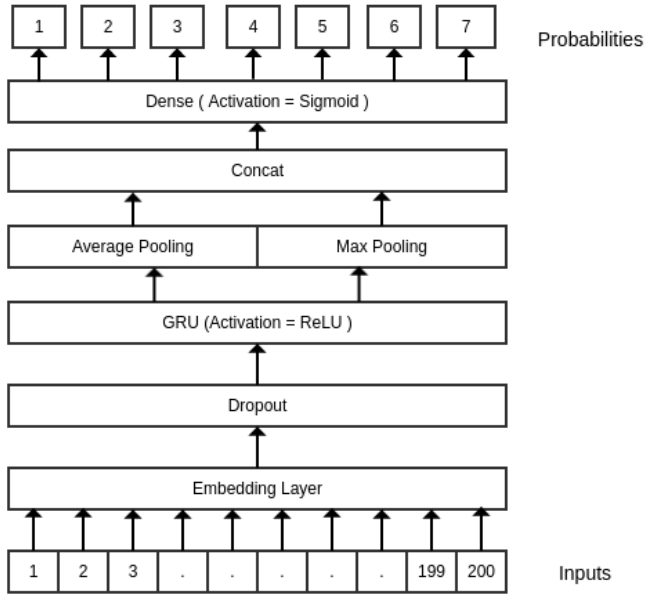 1 2 3 4 5 6 7
Probabilities
Dense ( Activation = Sigmoid )
Concat
Average Pooling Max Pooling
GRU (Activation = ReLU )
Dropout
Embedding Layer
1 2 3 . . . . . 199 200
Inputs